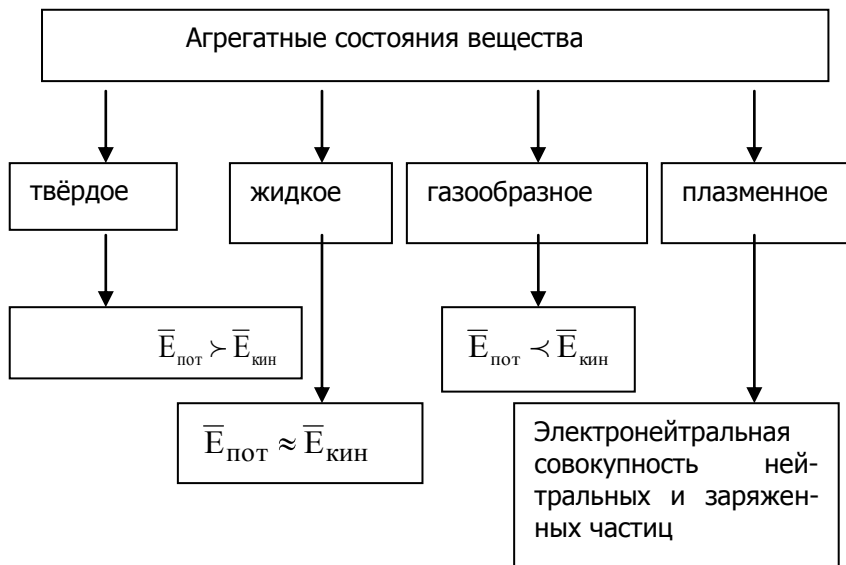 Агрегатные состояния вещества
твёрдое
жидкое
газообразное
плазменное
E̅пот ≻ E̅кин
E̅пот ≺ E̅кин
E̅пот ≈ E̅кин
Электронейтральная
совокупность ней-
тральных и заряжен-
ных частиц